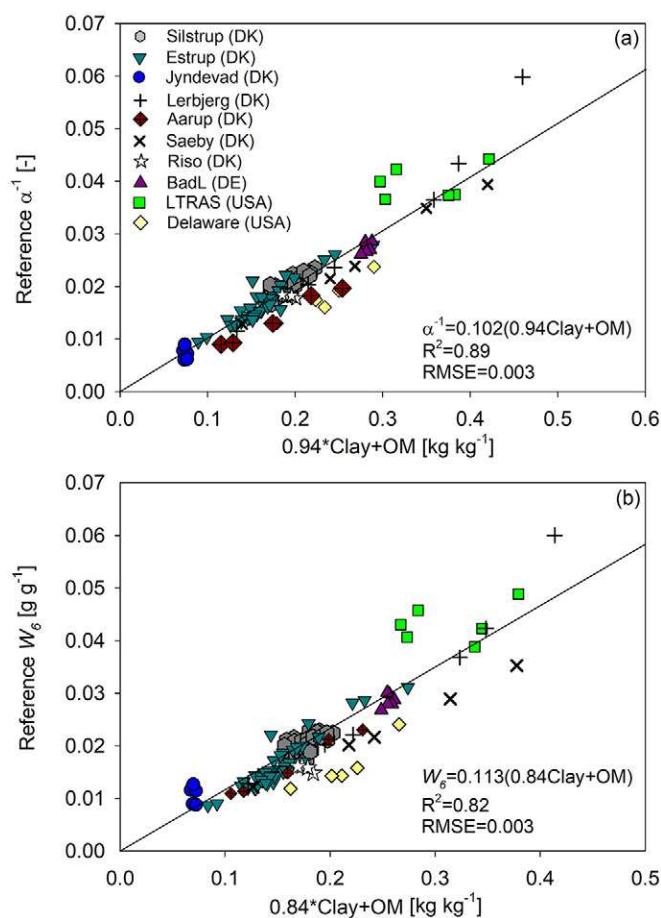 (a)
Silstrup (DK)
Estrup (DK)
Jyndevad (DK)
Lerbjerg (DK)
Aarup (DK)
Saeby (DK)
Riso (DK)
BadL (DE)
LTRAS (USA)
Delaware (USA)
Reference α⁻¹ [-]
0.07
0.06
0.05
0.04
0.03
0.02
0.01
0.00
α⁻¹=0.102(0.94Clay+OM)
R²=0.89
RMSE=0.003
0.0 0.1 0.2 0.3 0.4 0.5 0.6
0.94*Clay+OM [kg kg⁻¹]
(b)
Reference W₆ [g g⁻¹]
0.07
0.06
0.05
0.04
0.03
0.02
0.01
0.00
W₆=0.113(0.84Clay+OM)
R²=0.82
RMSE=0.003
0.0 0.1 0.2 0.3 0.4 0.5
0.84*Clay+OM [kg kg⁻¹]